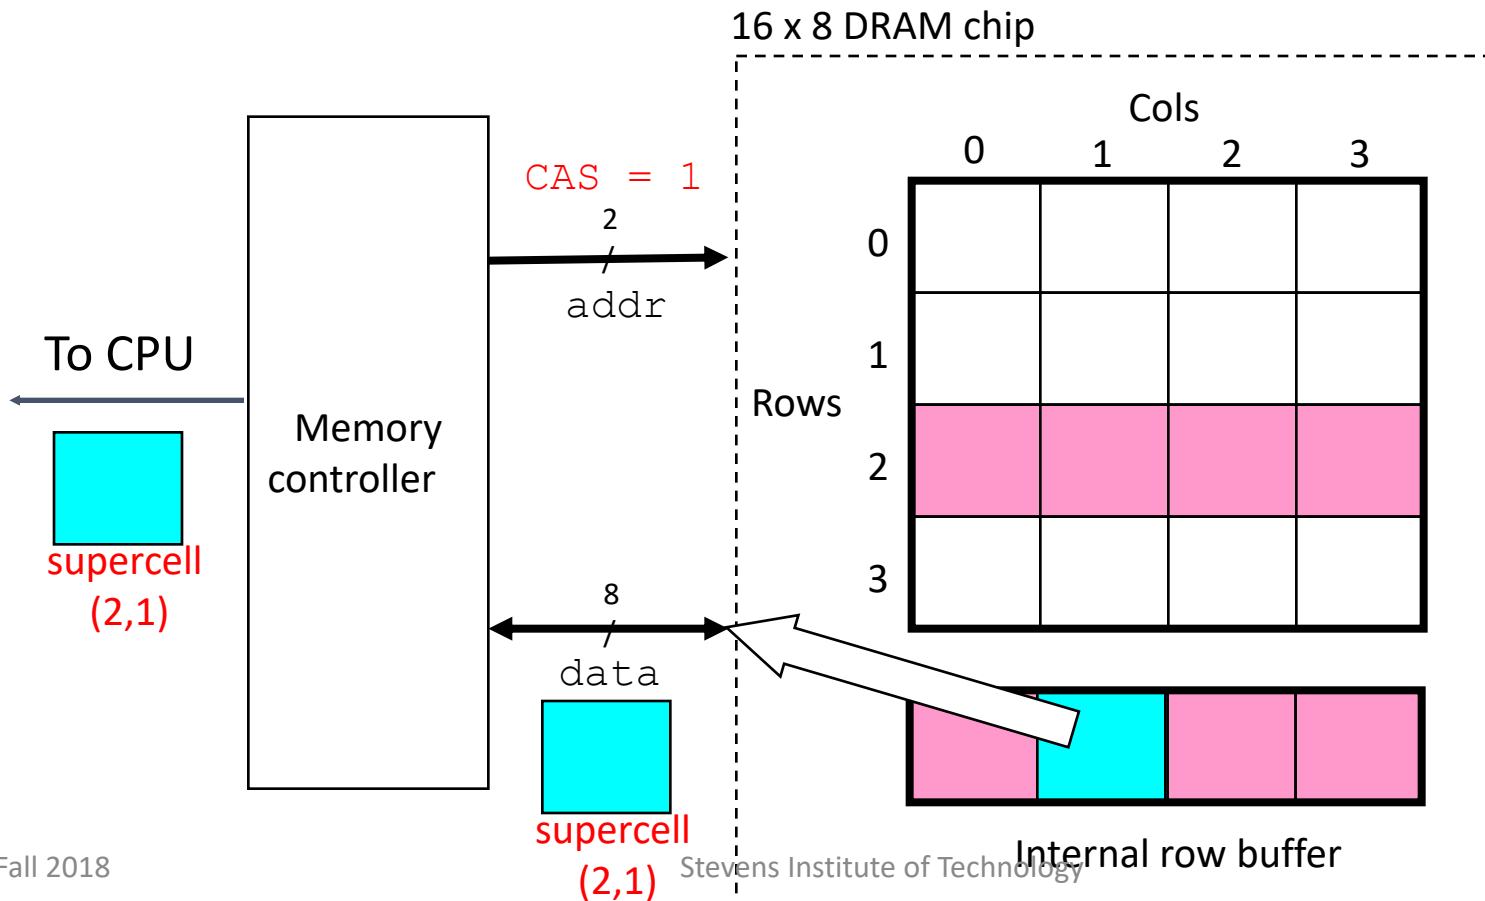 16 x 8 DRAM chip
Cols
0 1 2 3
CAS = 1
2
addr
0
1
Rows
2
3
To CPU
Memory
controller
supercell
(2,1)
8
data
supercell
(2,1)
Internal row buffer
Fall 2018
Stevens Institute of Technology